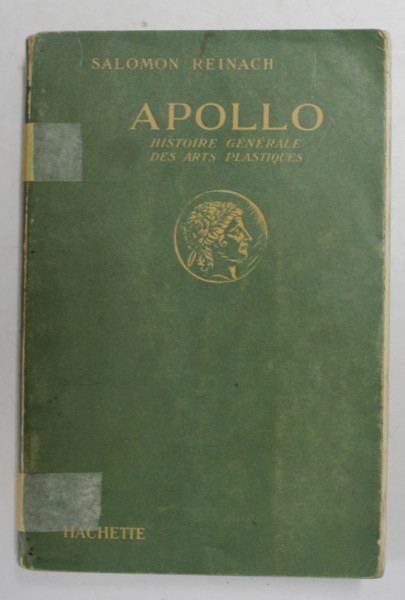 SALOMON REINACH
APOLLO
HISTOIRE GÉNÉRALE
DES ARTS PLASTIQUES
HACHETTE